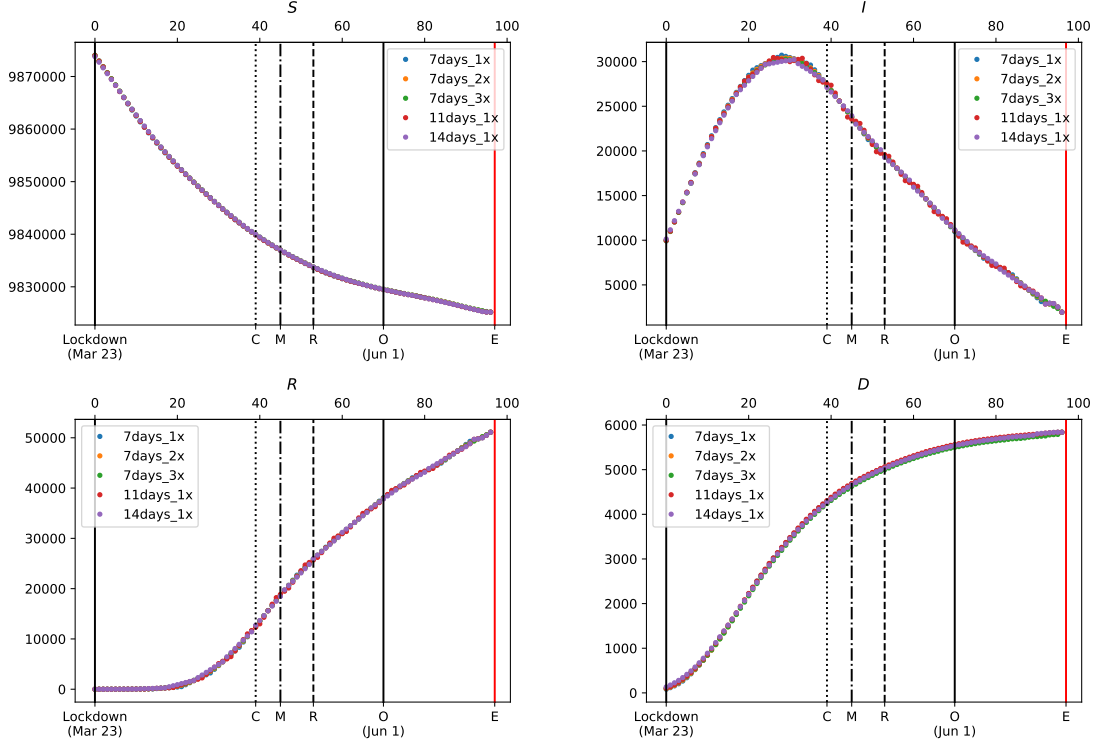 S
0 20 40 60 80 100
9870000
9860000
9850000
9840000
9830000
7days_1x
7days_2x
7days_3x
11days_1x
14days_1x
Lockdown C M R O E
(Mar 23) (Jun 1)
I
0 20 40 60 80 100
30000
25000
20000
15000
10000
5000
7days_1x
7days_2x
7days_3x
11days_1x
14days_1x
Lockdown C M R O E
(Mar 23) (Jun 1)
R
0 20 40 60 80 100
50000
40000
30000
20000
10000
0
7days_1x
7days_2x
7days_3x
11days_1x
14days_1x
Lockdown C M R O E
(Mar 23) (Jun 1)
D
0 20 40 60 80 100
6000
5000
4000
3000
2000
1000
0
7days_1x
7days_2x
7days_3x
11days_1x
14days_1x
Lockdown C M R O E
(Mar 23) (Jun 1)